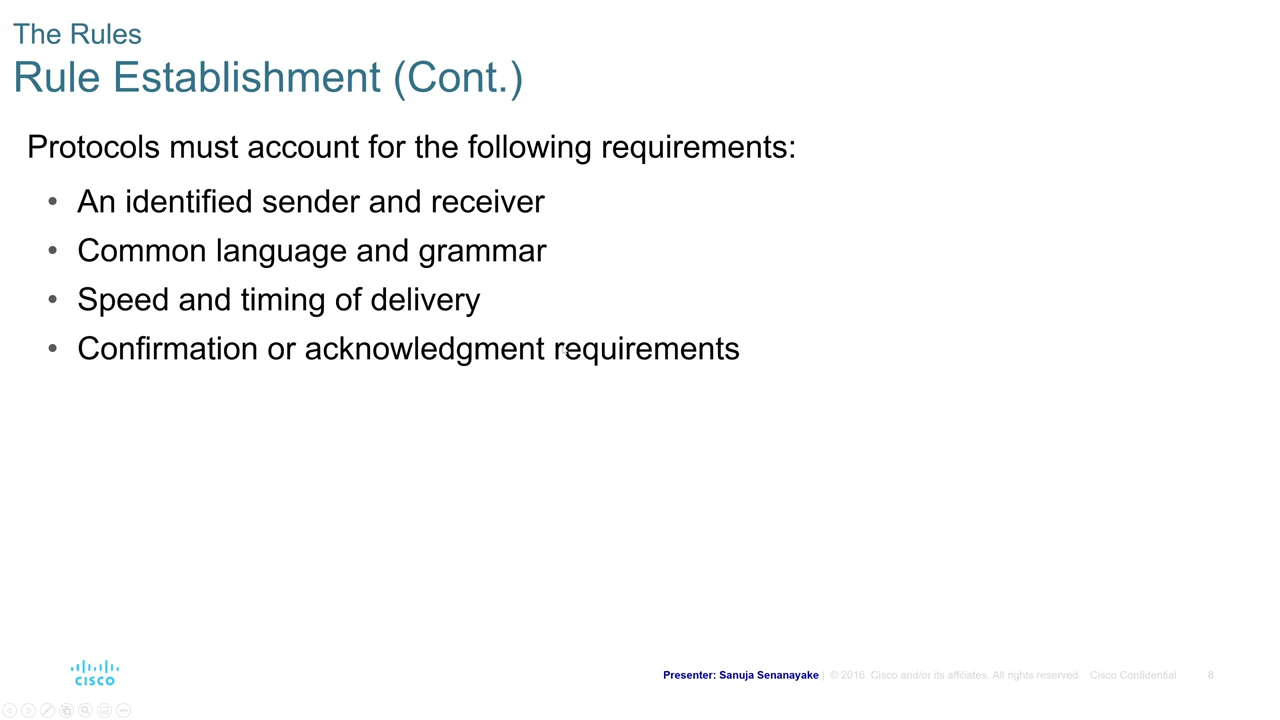 The Rules
Rule Establishment (Cont.)
Protocols must account for the following requirements:
• An identified sender and receiver
• Common language and grammar
• Speed and timing of delivery
• Confirmation or acknowledgment requirements
CISCO
Presenter: Sanuja Senanayake | © 2016 Cisco and/or its affiliates. All rights reserved. Cisco Confidential 8